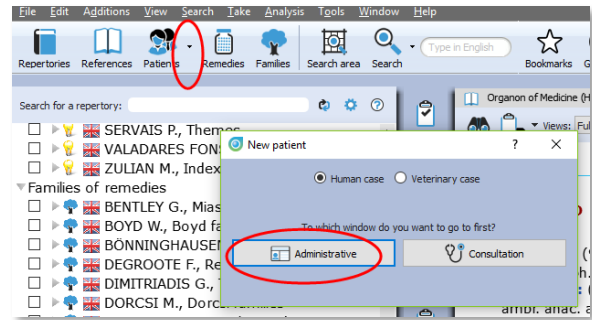 File Edit Additions View Search Take Analysis Tools Window Help
Repertories References Patients Remedies Families Search area Search Type in English Bookmarks
Search for a repertory:
Organon of Medicine (H
Views: Ful
SERVAIS P., Themes
VALADARES FONS
ZULIAN M., Index
Families of remedies
BENTLEY G., Mias
BOYD W., Boyd fa
BÖNNINGHAUSEN
DEGROOTE F., Re
DIMITRIADIS G.,
DORCSI M., Dorcsi families
New patient
Human case Veterinary case
To which window do you want to go to first?
Administrative Consultation
ambr. anac. a